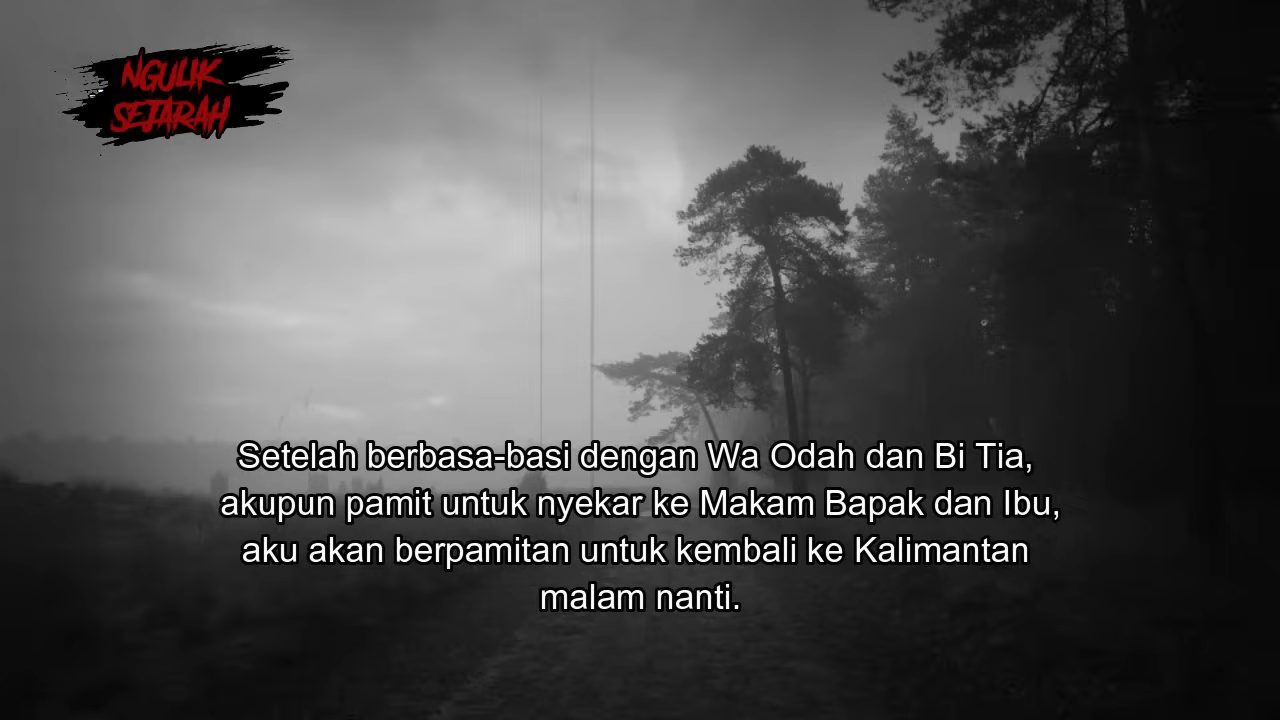 NGULIK
SEJARAH
Setelah berbasa-basi dengan Wa Odah dan Bi Tia,
akupun pamit untuk nyekar ke Makam Bapak dan Ibu,
aku akan berpamitan untuk kembali ke Kalimantan
malam nanti.